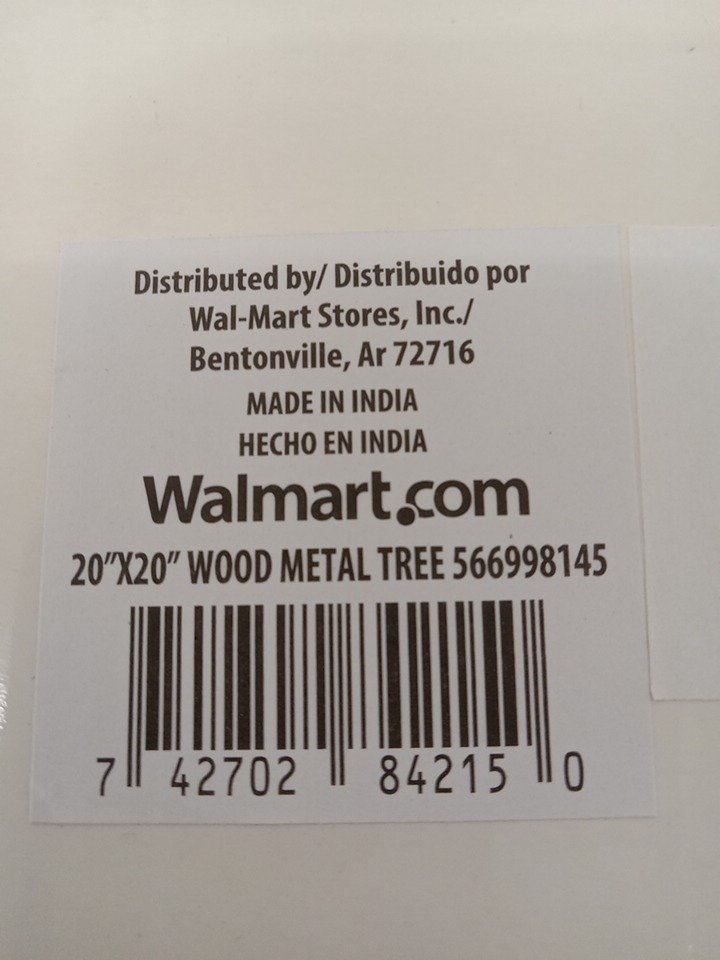 Distributed by/ Distribuido por
Wal-Mart Stores, Inc./
Bentonville, Ar 72716
MADE IN INDIA
HECHO EN INDIA
Walmart.com
20"X20" WOOD METAL TREE 566998145
7 42702 84215 0